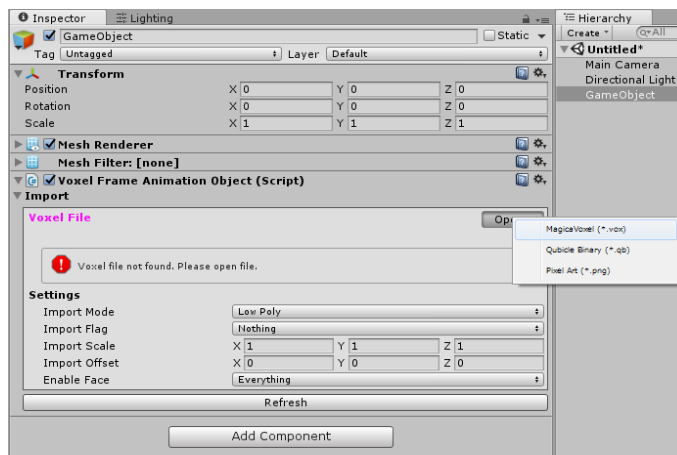 Inspector
Lighting
GameObject
Static
Tag Untagged Layer Default
Transform
Position X 0 Y 0 Z 0
Rotation X 0 Y 0 Z 0
Scale X 1 Y 1 Z 1
Mesh Renderer
Mesh Filter: [none]
Voxel Frame Animation Object (Script)
Import
Voxel File
Voxel file not found. Please open file.
Settings
Import Mode Low Poly
Import Flag Nothing
Import Scale X 1 Y 1 Z 1
Import Offset X 0 Y 0 Z 0
Enable Face Everything
Refresh
Add Component
MagicaVoxel (*.vox)
Qubicle Binary (*.qb)
Pixel Art (*.png)
Hierarchy
Create All
Untitled*
Main Camera
Directional Light
GameObject